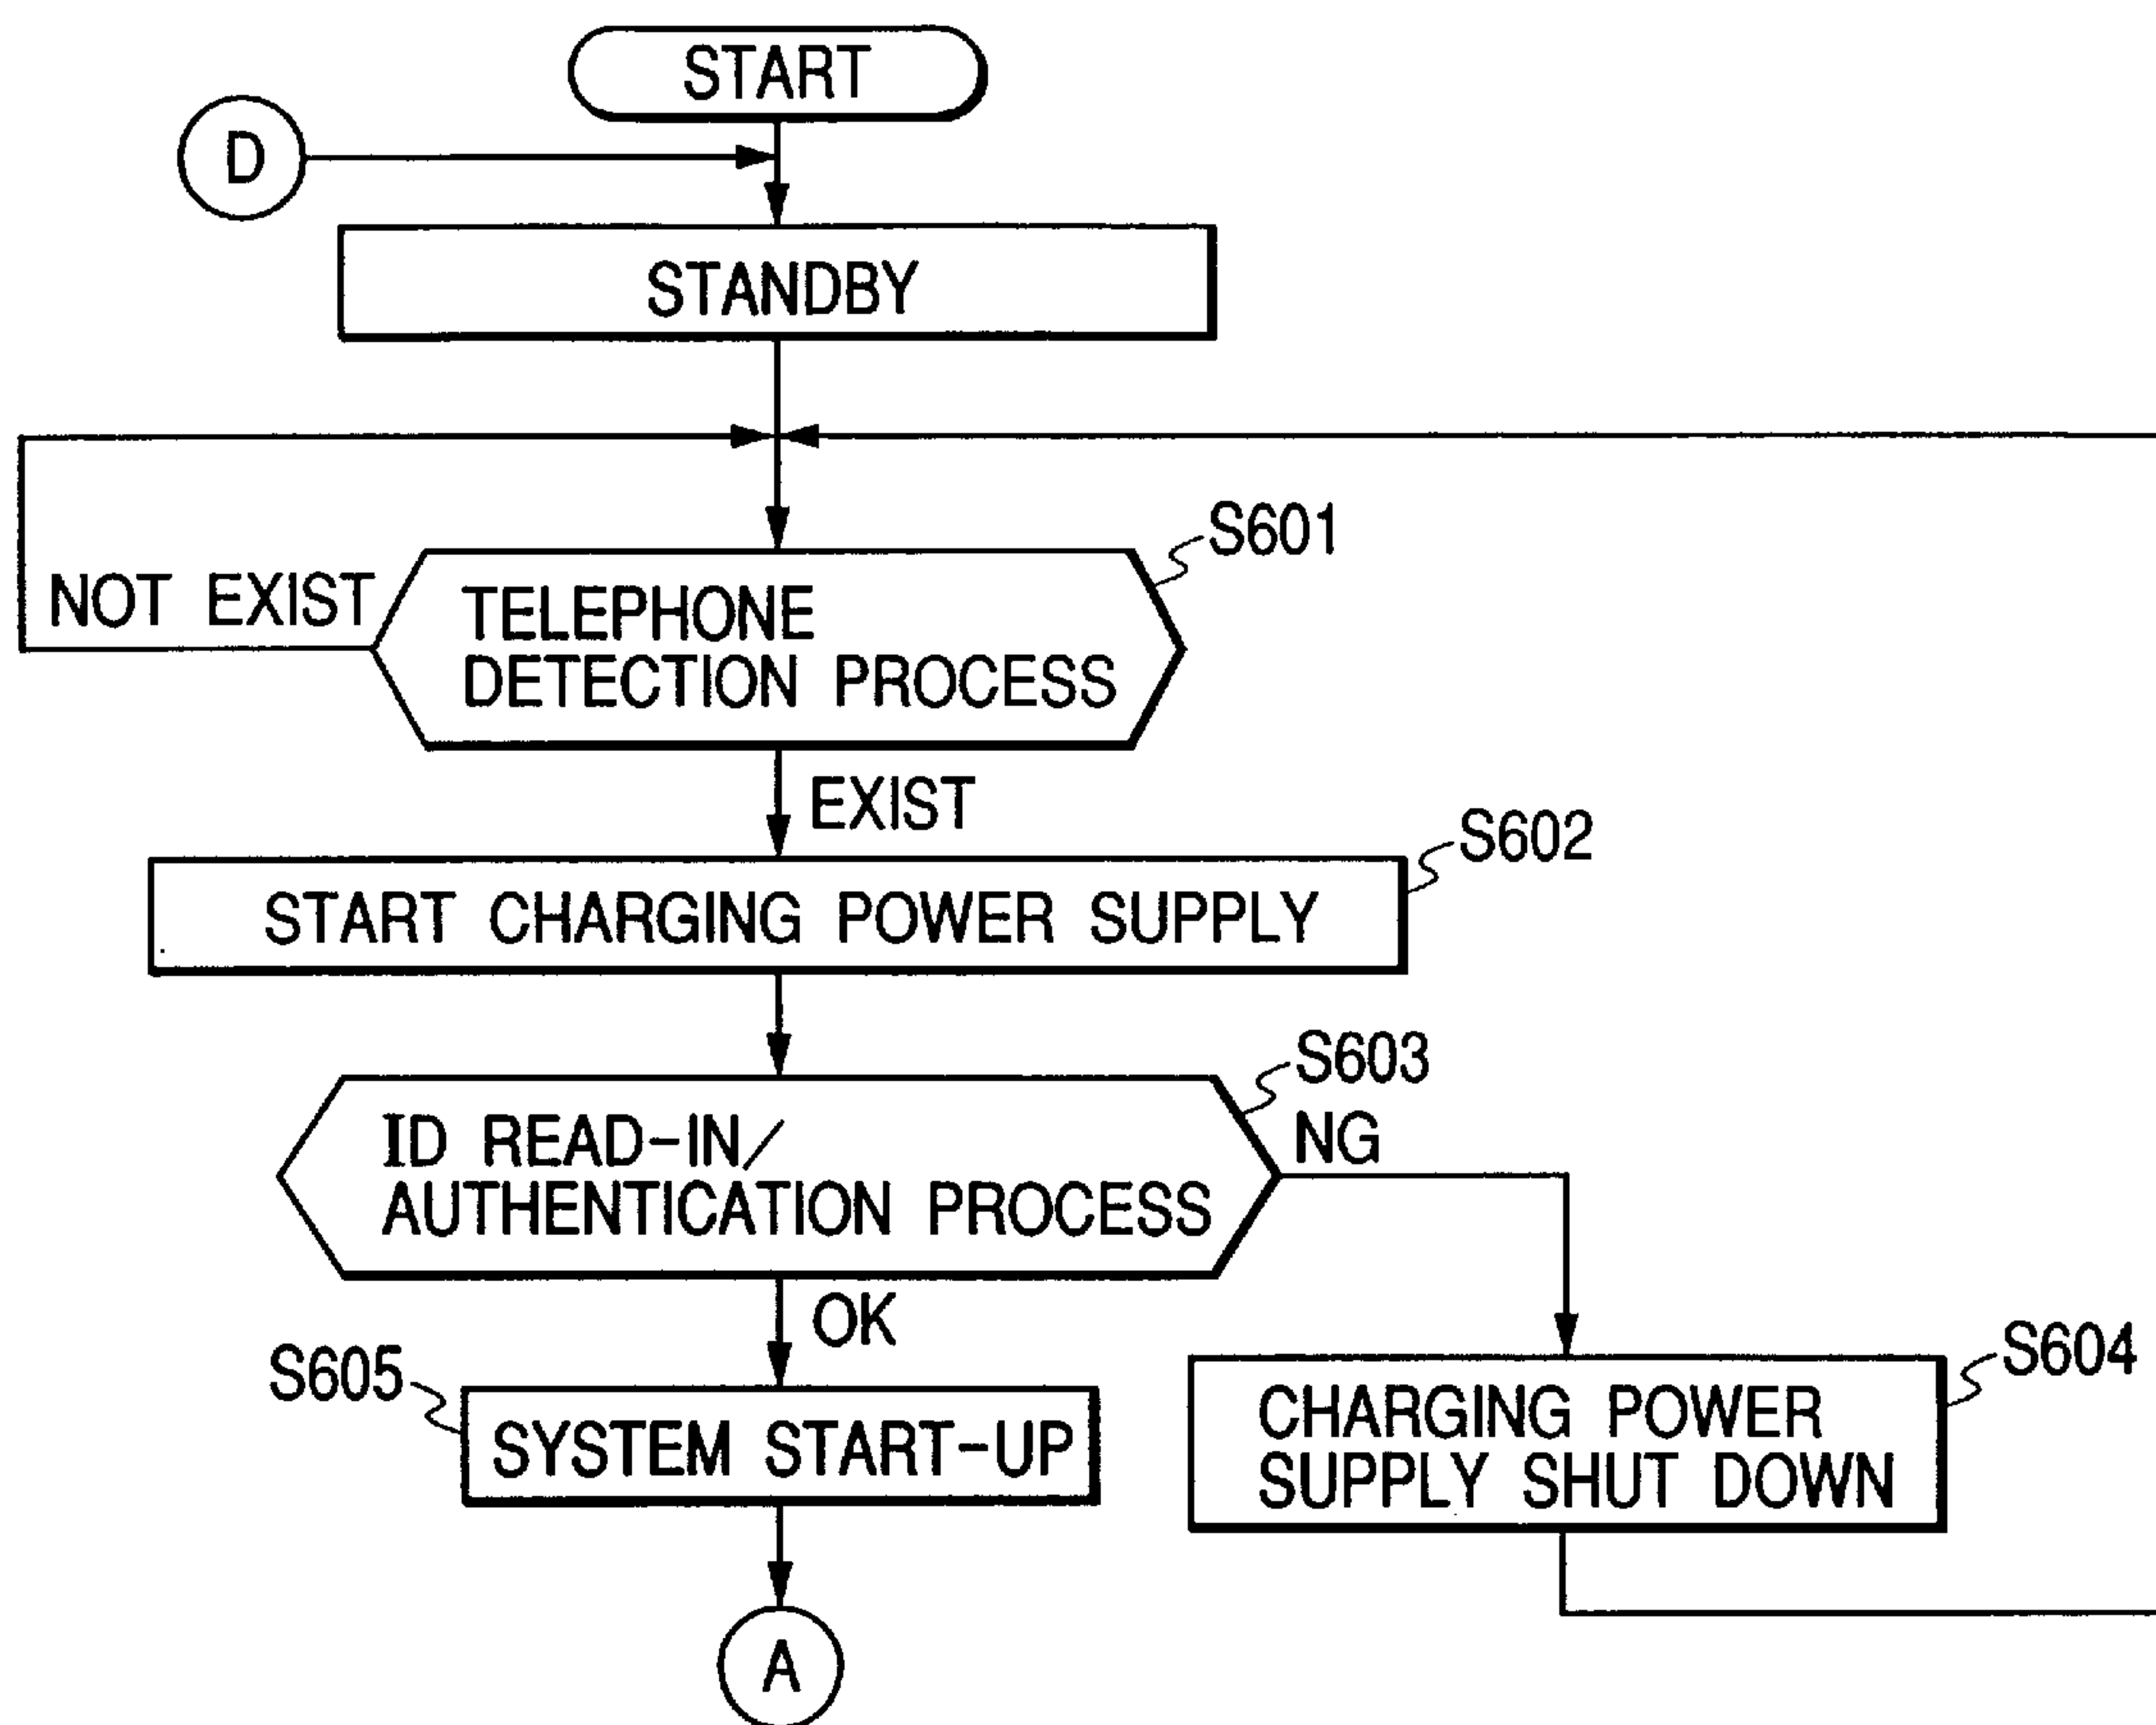 START
D
STANDBY
S601
NOT EXIST
TELEPHONE
DETECTION PROCESS
EXIST
S602
START CHARGING POWER SUPPLY
S603
NG
ID READ-IN/
AUTHENTICATION PROCESS
OK
S605
SYSTEM START-UP
S604
CHARGING POWER
SUPPLY SHUT DOWN
A